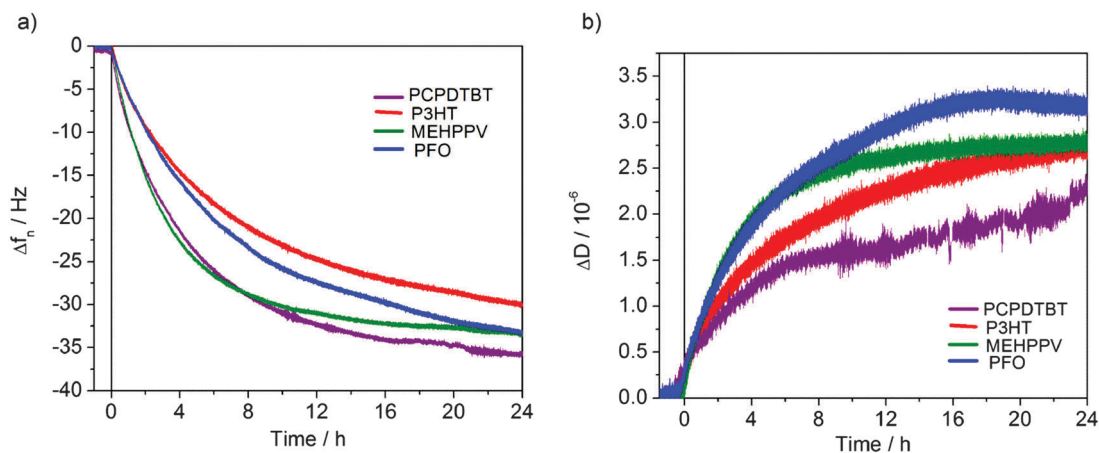 a)
0
-5
-10
-15
-20
-25
-30
-35
-40
Δfn / Hz
PCPDTBT
P3HT
MEHPPV
PFO
0 4 8 12 16 20 24
Time / h
b)
3.5
3.0
2.5
2.0
1.5
1.0
0.5
0.0
ΔD / 10-6
PCPDTBT
P3HT
MEHPPV
PFO
0 4 8 12 16 20 24
Time / h